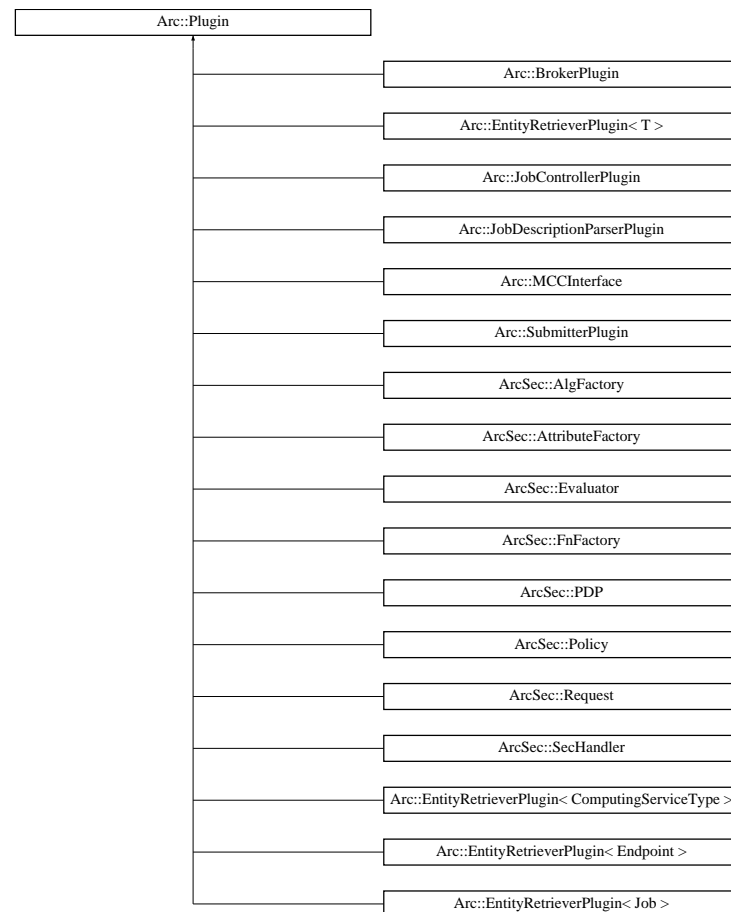 Arc::Plugin
Arc::BrokerPlugin
Arc::EntityRetrieverPlugin< T >
Arc::JobControllerPlugin
Arc::JobDescriptionParserPlugin
Arc::MCCInterface
Arc::SubmitterPlugin
ArcSec::AlgFactory
ArcSec::AttributeFactory
ArcSec::Evaluator
ArcSec::FnFactory
ArcSec::PDP
ArcSec::Policy
ArcSec::Request
ArcSec::SecHandler
Arc::EntityRetrieverPlugin< ComputingServiceType >
Arc::EntityRetrieverPlugin< Endpoint >
Arc::EntityRetrieverPlugin< Job >